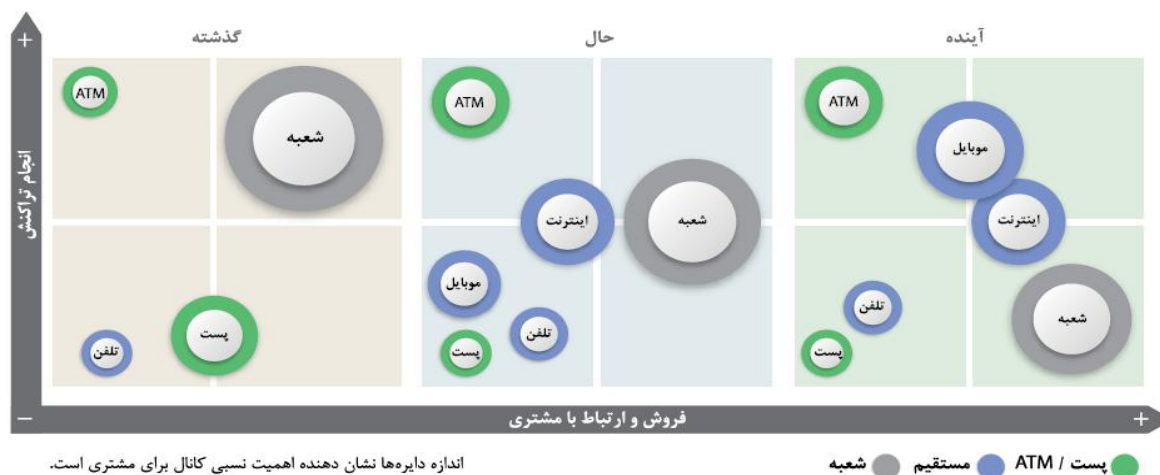 گذشته
حال
آینده
+
انجام تراکنش
−
ATM
شعبه
پست
تلفن
ATM
اینترنت
شعبه
موبایل
تلفن
پست
ATM
موبایل
اینترنت
تلفن
شعبه
پست
فروش و ارتباط با مشتری
+
پست / ATM
مستقیم
شعبه
اندازه دایره‌ها نشان دهنده اهمیت نسبی کانال برای مشتری است.